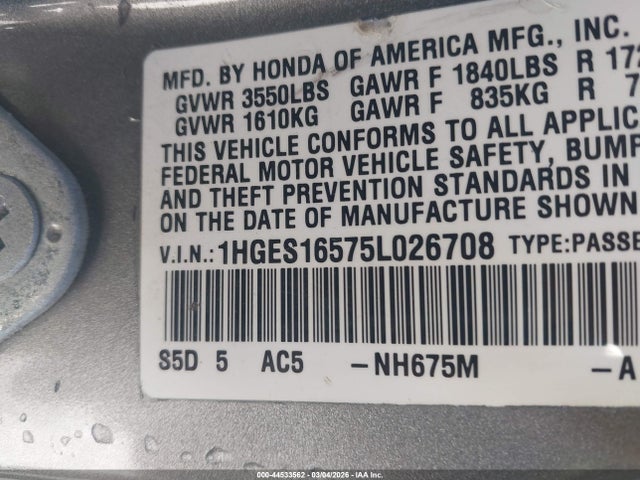 MFD. BY HONDA OF AMERICA MFG., INC.
GVWR 3550LBS GAWR F 1840LBS R
GVWR 1610KG GAWR F 835KG R
THIS VEHICLE CONFORMS TO ALL
FEDERAL MOTOR VEHICLE SAFETY,
AND THEFT PREVENTION STANDARDS IN
ON THE DATE OF MANUFACTURE SHOWN
V.I.N.: 1HGES16575L026708 TYPE:
S5D 5 AC5 -NH675M -A
000-44533562 - 03/04/2026 - IAA Inc.